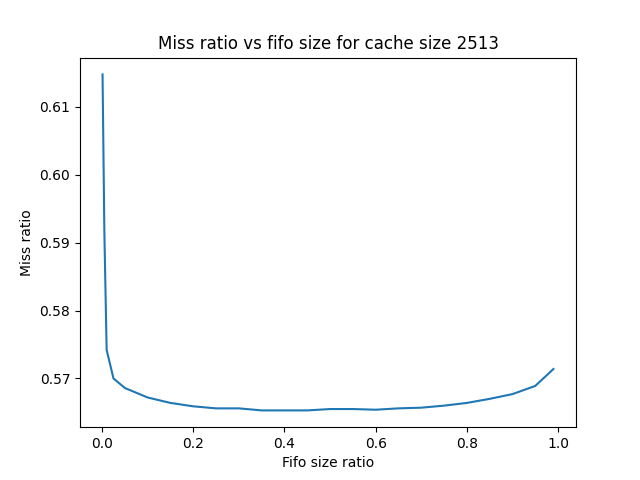 Miss ratio vs fifo size for cache size 2513
0.61
0.60
0.59
0.58
0.57
Miss ratio
0.0 0.2 0.4 0.6 0.8 1.0
Fifo size ratio